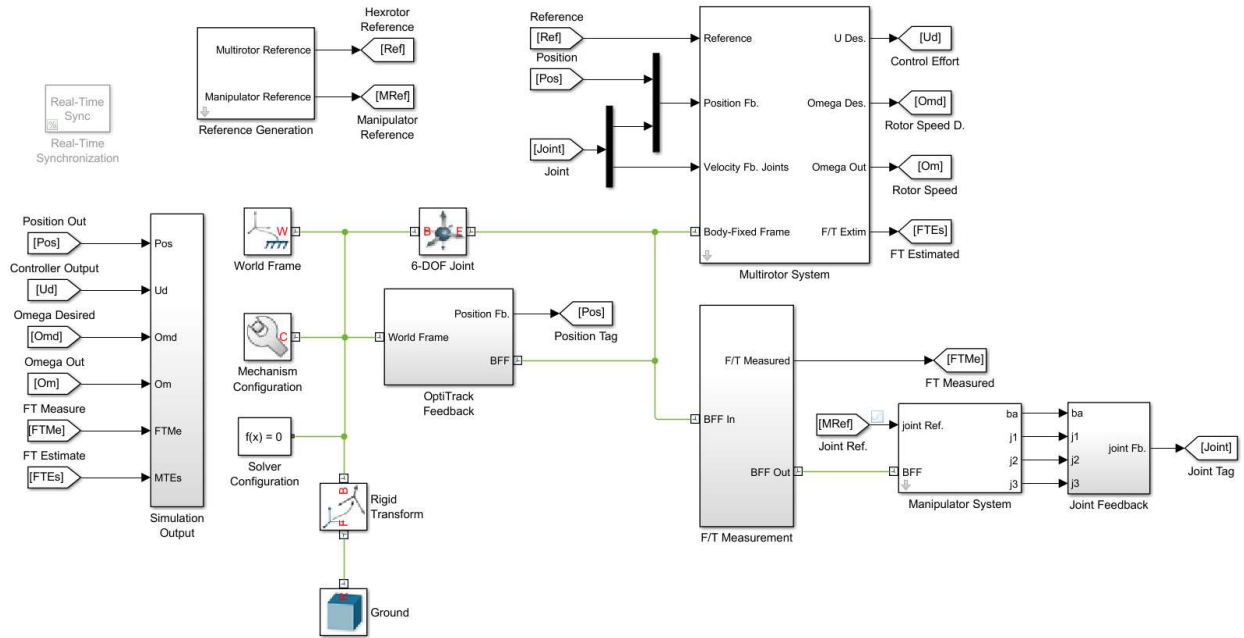 Hexrotor
Reference
Multirotor Reference
[Ref]
Manipulator Reference
[MRef]
Reference Generation
Manipulator
Reference
Real-Time
Sync
Real-Time
Synchronization
Reference
[Ref]
Position
[Pos]
[Joint]
Joint
Reference
U Des.
[Ud]
Control Effort
Position Fb.
Omega Des.
[Omd]
Rotor Speed D.
Velocity Fb. Joints
Omega Out
[Om]
Rotor Speed
Body-Fixed Frame
F/T Extim
[FTEs]
FT Estimated
Multirotor System
Position Out
[Pos]
Pos
Controller Output
[Ud]
Ud
Omega Desired
[Omd]
Omd
Omega Out
[Om]
Om
FT Measure
[FTMe]
FTMe
FT Estimate
[FTEs]
MTEs
Simulation
Output
W
World Frame
B
F
6-DOF Joint
C
Mechanism
Configuration
World Frame
Position Fb.
BFF
OptiTrack
Feedback
[Pos]
Position Tag
f(x) = 0
Solver
Configuration
B
F
Rigid
Transform
R
Ground
F/T Measured
BFF In
BFF Out
F/T Measurement
[FTMe]
FT Measured
[MRef]
Joint Ref.
joint Ref.
BFF
ba
j1
j2
j3
Manipulator System
ba
j1
j2
j3
joint Fb.
Joint Feedback
[Joint]
Joint Tag